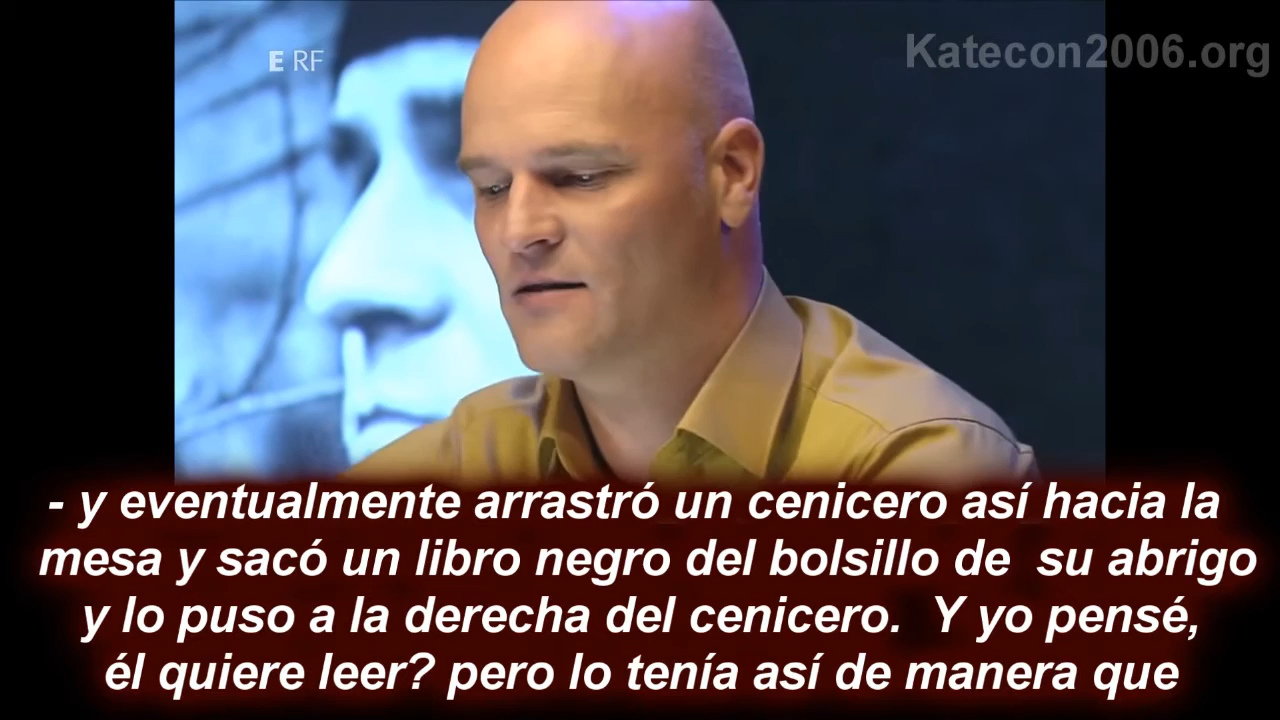 E RF
Katecon2006.org
- y eventualmente arrastró un cenicero así hacia la
mesa y sacó un libro negro del bolsillo de  su abrigo
y lo puso a la derecha del cenicero.  Y yo pensé,
él quiere leer? pero lo tenía así de manera que